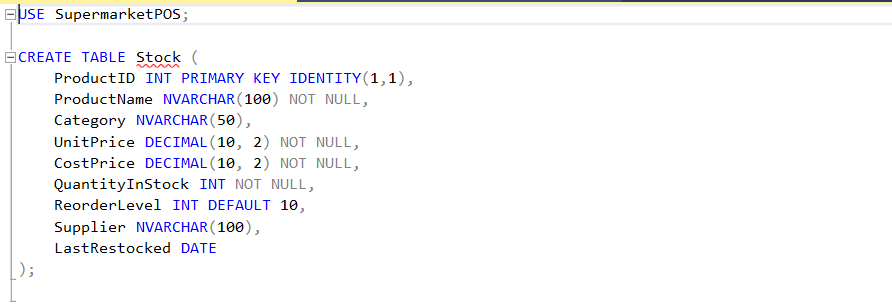 USE SupermarketPOS;
CREATE TABLE Stock (
    ProductID INT PRIMARY KEY IDENTITY(1,1),
    ProductName NVARCHAR(100) NOT NULL,
    Category NVARCHAR(50),
    UnitPrice DECIMAL(10, 2) NOT NULL,
    CostPrice DECIMAL(10, 2) NOT NULL,
    QuantityInStock INT NOT NULL,
    ReorderLevel INT DEFAULT 10,
    Supplier NVARCHAR(100),
    LastRestocked DATE
);